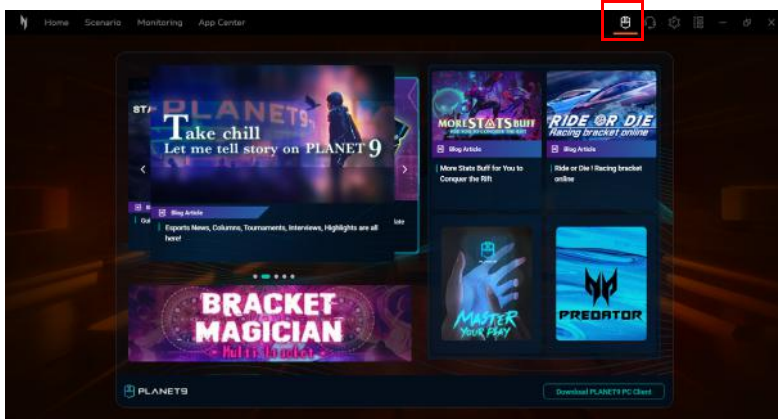 Home Scenario Monitoring App Center
PLANET9
Take chill
Let me tell story on PLANET 9
Blog Article
Esports News, Columns, Tournaments, Interviews, Highlights are all
here!
late
MORE STATS BUFF
Blog Article
More Stats Buff for You to
Conquer the Rift
RIDE OR DIE
Racing bracket online
Blog Article
Ride or Die ! Racing bracket
online
BRACKET
MAGICIAN
MASTER
YOUR PLAY
PREDATOR
PLANET9
Download PLANET9 PC Client